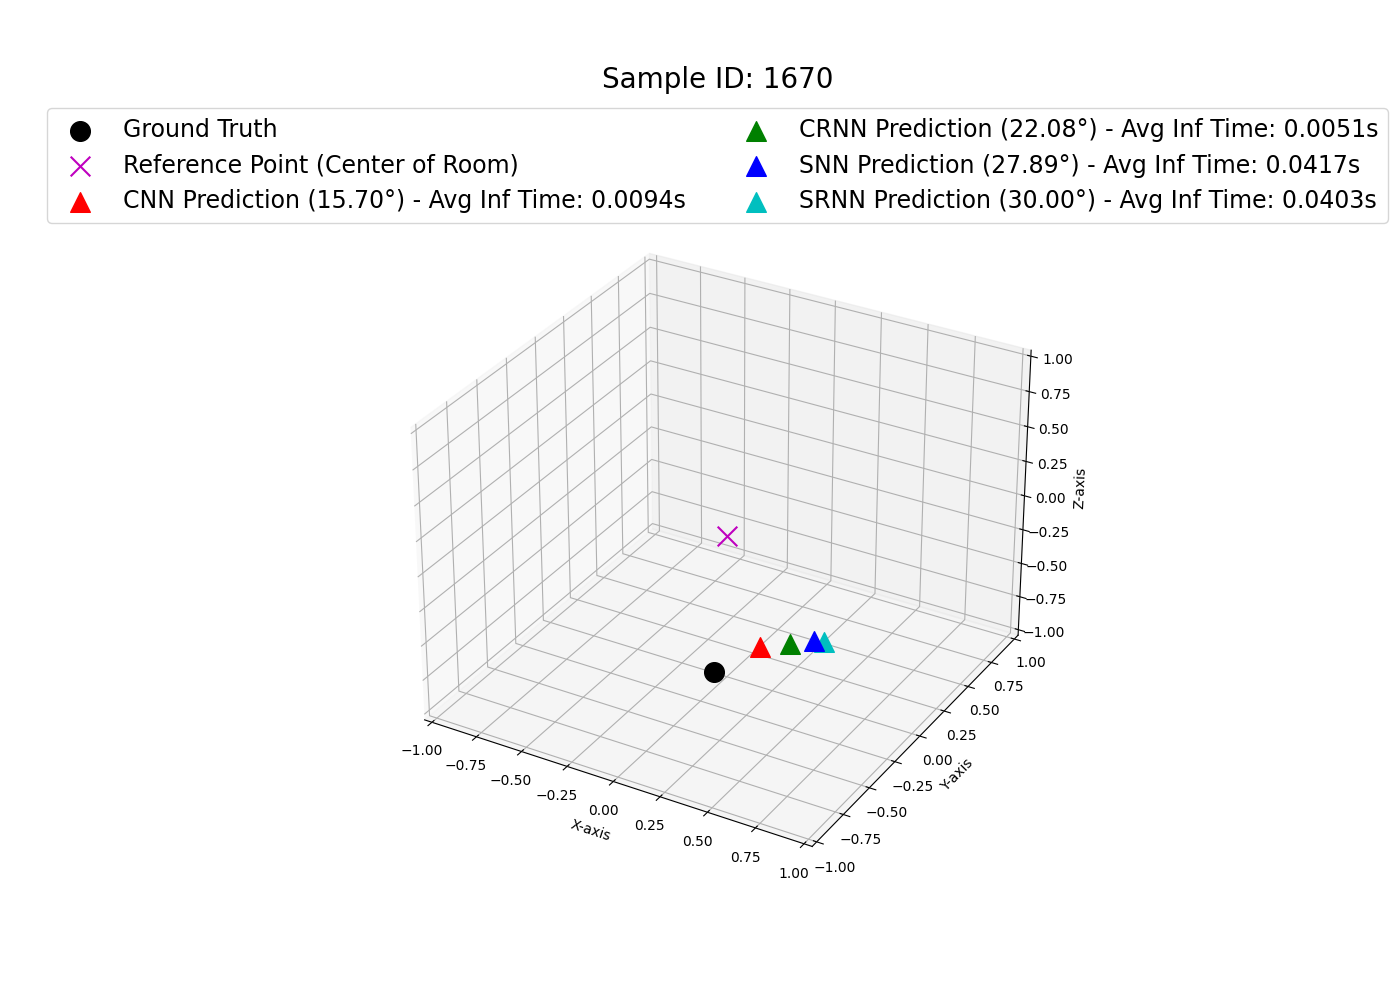 Sample ID: 1670
Ground Truth
Reference Point (Center of Room)
CNN Prediction (15.70°) - Avg Inf Time: 0.0094s
CRNN Prediction (22.08°) - Avg Inf Time: 0.0051s
SNN Prediction (27.89°) - Avg Inf Time: 0.0417s
SRNN Prediction (30.00°) - Avg Inf Time: 0.0403s
1.00
0.75
0.50
0.25
0.00
−0.25
−0.50
−0.75
−1.00
Z-axis
1.00
0.75
0.50
0.25
0.00
−0.25
−0.50
−0.75
−1.00
Y-axis
−1.00
−0.75
−0.50
−0.25
0.00
0.25
0.50
0.75
1.00
X-axis